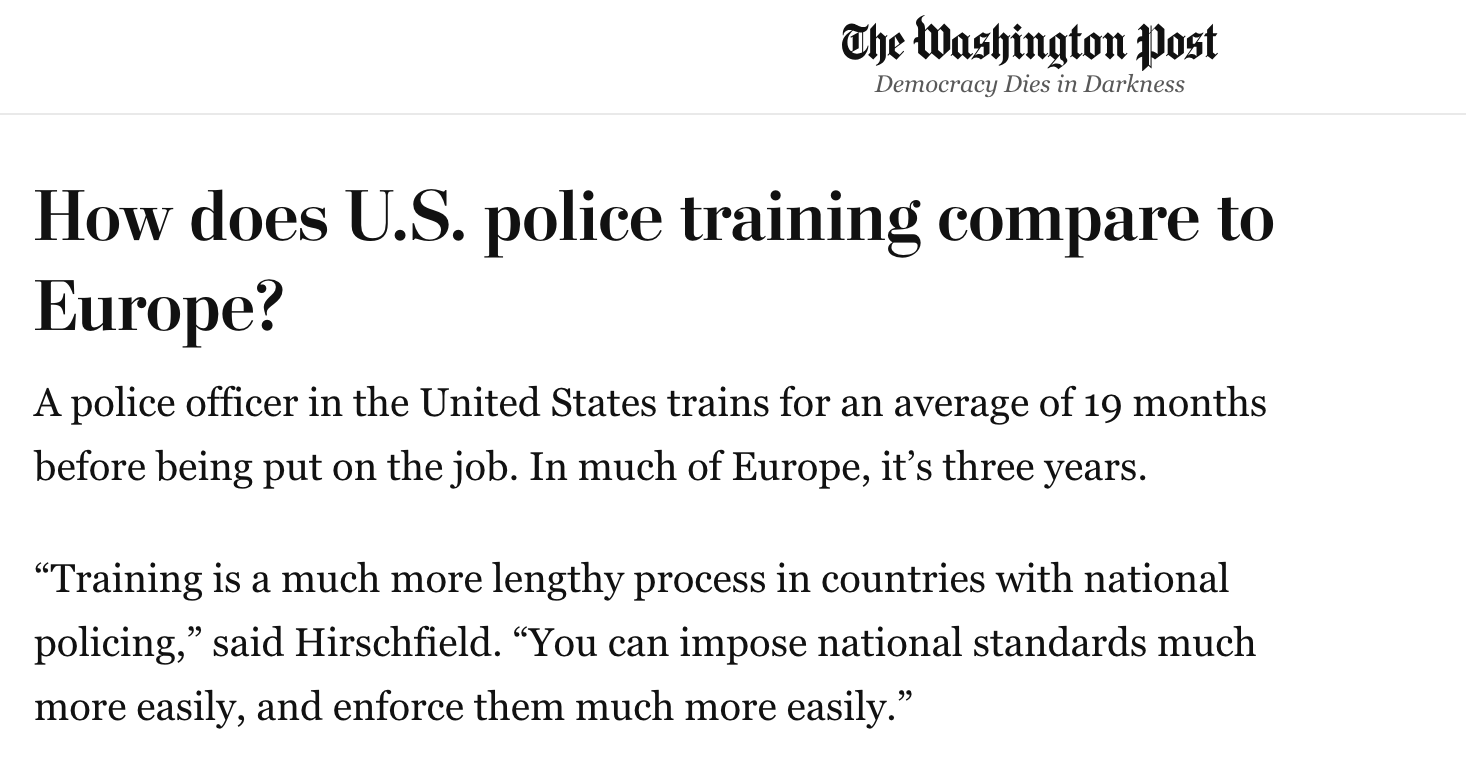 The Washington Post
Democracy Dies in Darkness
How does U.S. police training compare to
Europe?
A police officer in the United States trains for an average of 19 months
before being put on the job. In much of Europe, it’s three years.
“Training is a much more lengthy process in countries with national
policing,” said Hirschfield. “You can impose national standards much
more easily, and enforce them much more easily.”